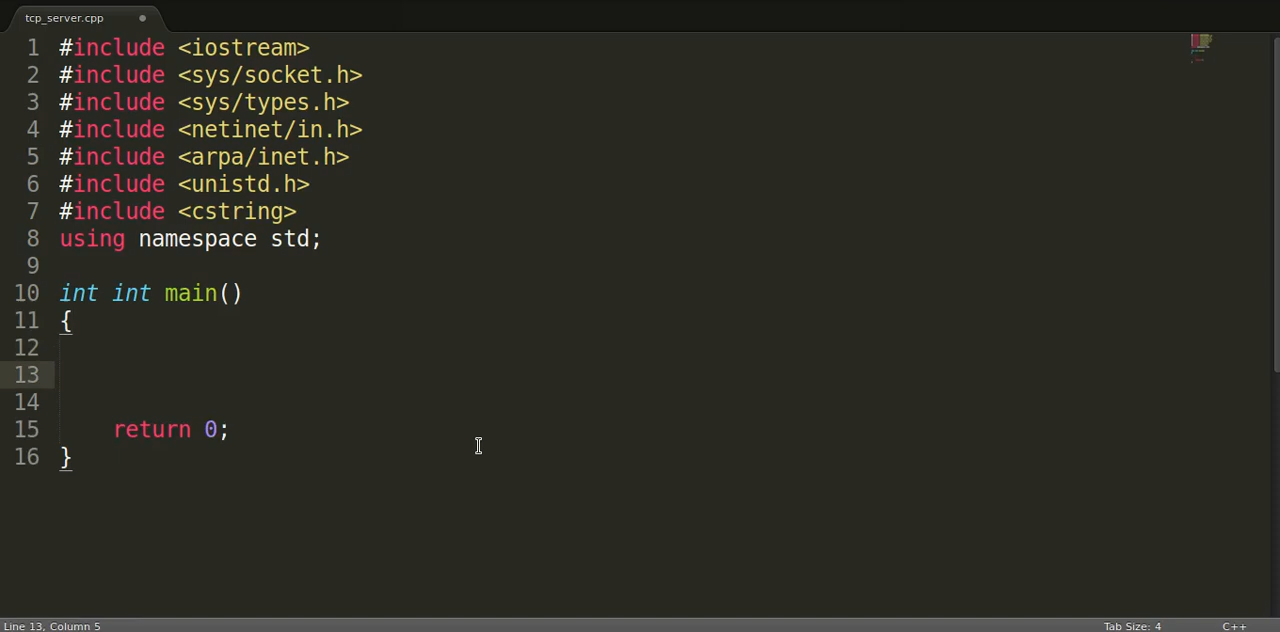 tcp_server.cpp
1 #include <iostream>
2 #include <sys/socket.h>
3 #include <sys/types.h>
4 #include <netinet/in.h>
5 #include <arpa/inet.h>
6 #include <unistd.h>
7 #include <cstring>
8 using namespace std;
9
10 int int main()
11 {
12
13
14
15     return 0;
16 }
Line 13, Column 5 Tab Size: 4 C++